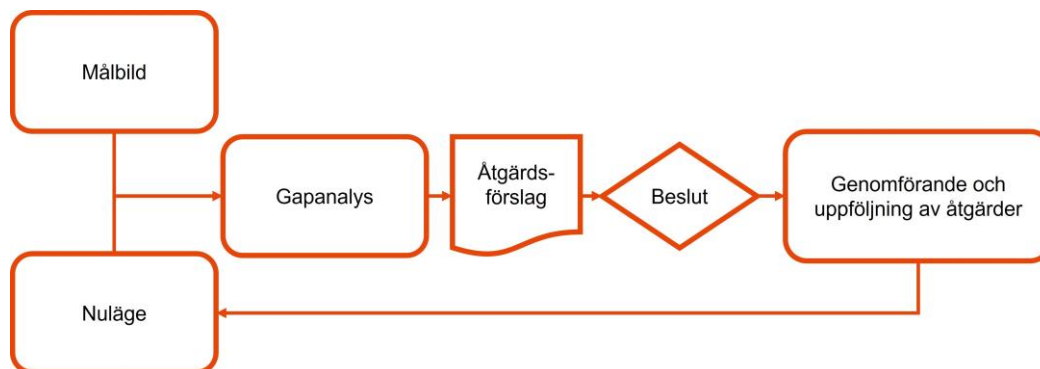 Målbild
Gapanalys
Åtgärds-
förslag
Beslut
Genomförande och
uppföljning av åtgärder
Nuläge